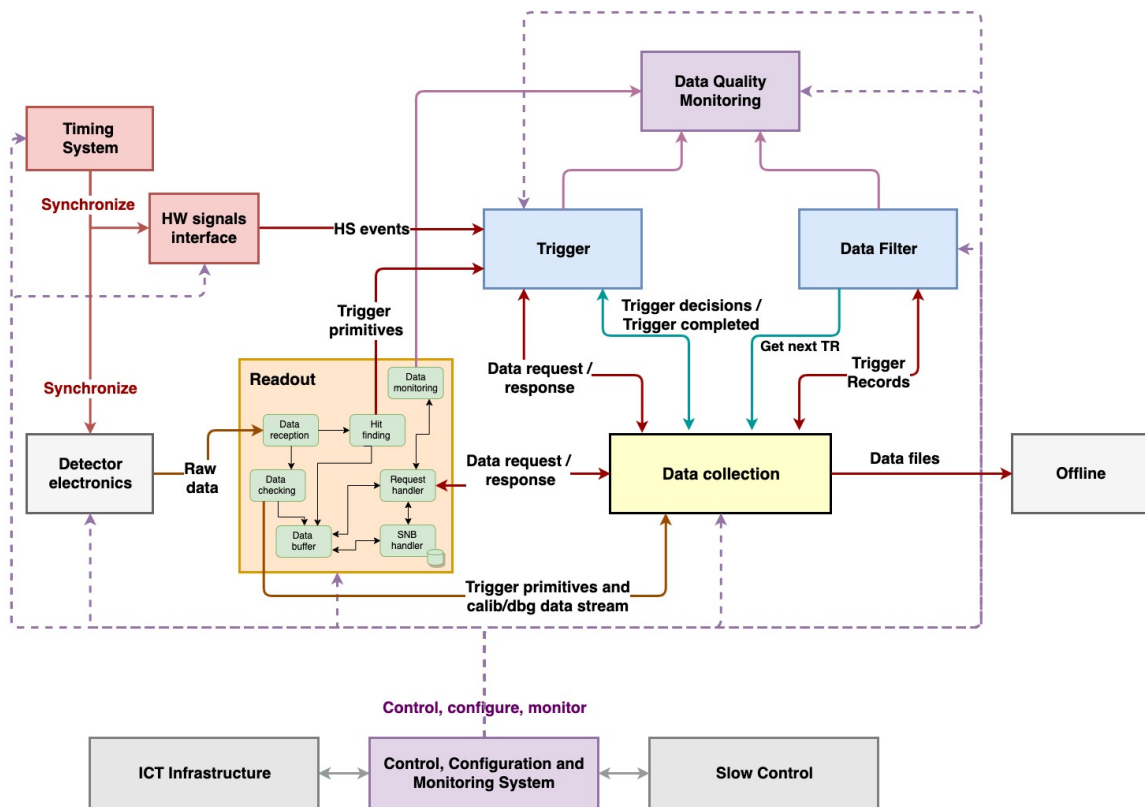 Data Quality
Monitoring
Timing
System
Synchronize
HW signals
interface
HS events
Trigger
Data Filter
Trigger
primitives
Trigger decisions /
Trigger completed
Get next TR
Data request /
response
Trigger
Records
Synchronize
Readout
Data
monitoring
Data
reception
Hit
finding
Detector
electronics
Raw
data
Data
checking
Request
handler
Data request /
response
Data collection
Data files
Offline
Data
buffer
SNB
handler
Trigger primitives and
calib/dbg data stream
Control, configure, monitor
ICT Infrastructure
Control, Configuration and
Monitoring System
Slow Control